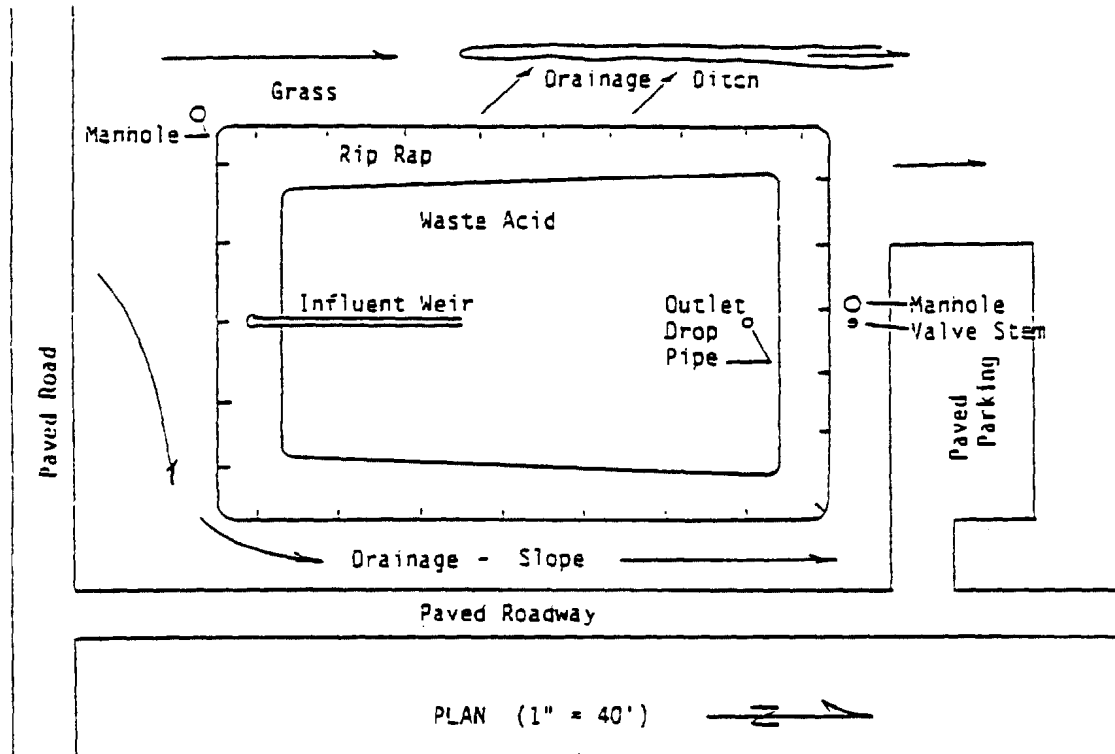 Drainage Ditch
Grass
Manhole
Rip Rap
Waste Acid
Influent Weir
Outlet
Drop
Pipe
Manhole
Valve Stem
Paved Road
Paved
Parking
Drainage - Slope
Paved Roadway
PLAN (1" = 40')
N